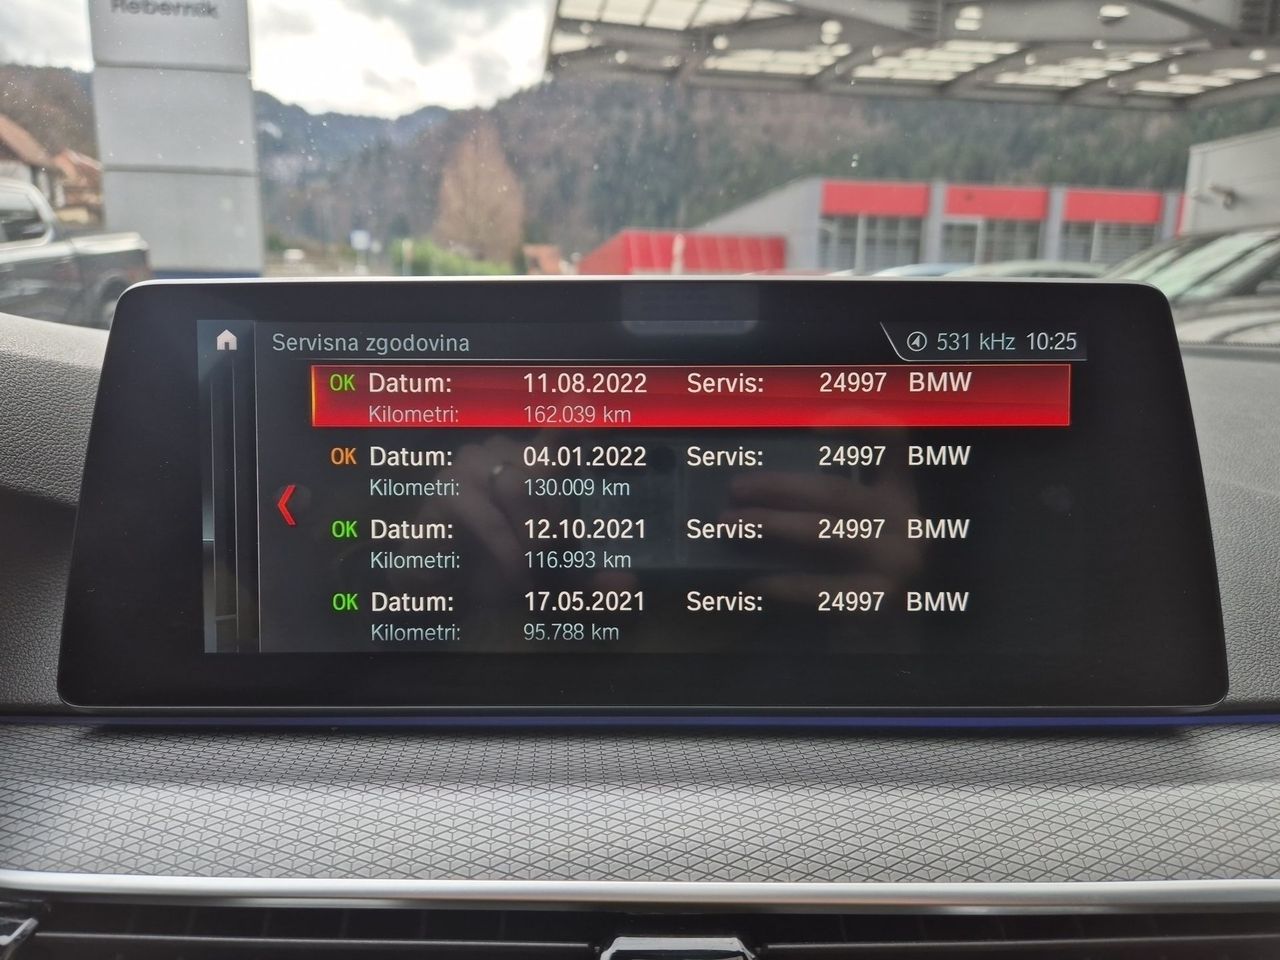 Rebernik
Servisna zgodovina
531 kHz 10:25
OK Datum: 11.08.2022 Servis: 24997 BMW
Kilometri: 162.039 km
OK Datum: 04.01.2022 Servis: 24997 BMW
Kilometri: 130.009 km
OK Datum: 12.10.2021 Servis: 24997 BMW
Kilometri: 116.993 km
OK Datum: 17.05.2021 Servis: 24997 BMW
Kilometri: 95.788 km